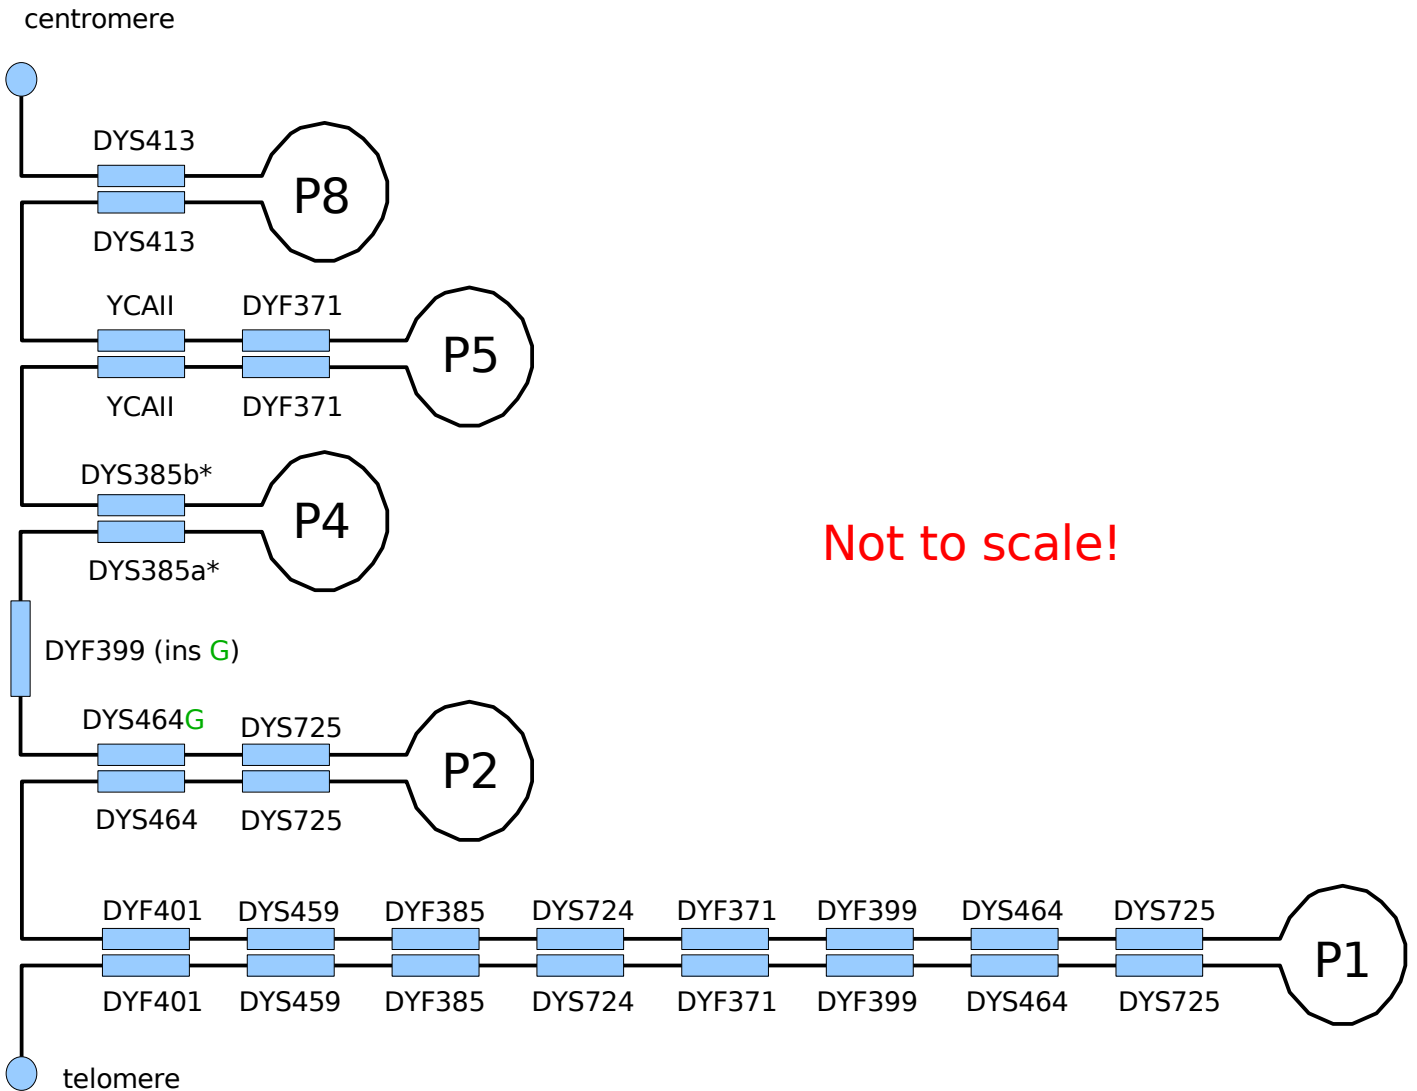 centromere
DYS413
P8
DYS413
YCAII DYF371
P5
YCAII DYF371
DYS385b*
P4
Not to scale!
DYS385a*
DYF399 (ins G)
DYS464G DYS725
P2
DYS464 DYS725
DYF401 DYS459 DYF385 DYS724 DYF371 DYF399 DYS464 DYS725
P1
DYF401 DYS459 DYF385 DYS724 DYF371 DYF399 DYS464 DYS725
telomere